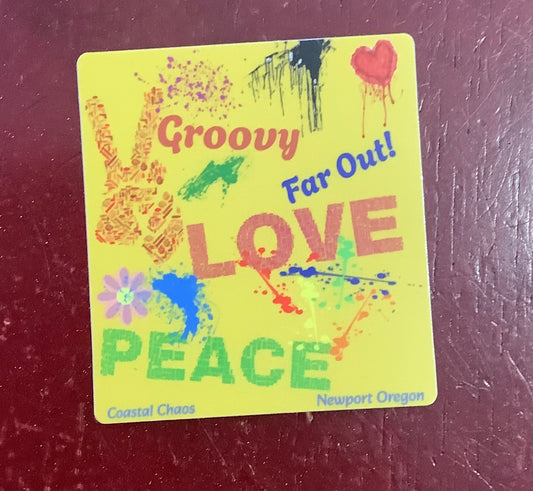 Groovy
Far Out!
LOVE
PEACE
Coastal Chaos
Newport Oregon